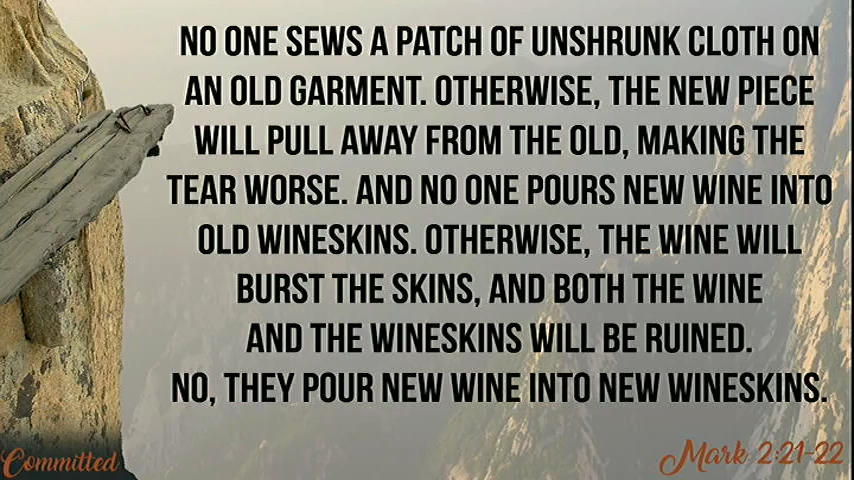 NO ONE SEWS A PATCH OF UNSHRUNK CLOTH ON
AN OLD GARMENT. OTHERWISE, THE NEW PIECE
WILL PULL AWAY FROM THE OLD, MAKING THE
TEAR WORSE. AND NO ONE POURS NEW WINE INTO
OLD WINESKINS. OTHERWISE, THE WINE WILL
BURST THE SKINS, AND BOTH THE WINE
AND THE WINESKINS WILL BE RUINED.
NO, THEY POUR NEW WINE INTO NEW WINESKINS.
Committed
Mark 2:21-22